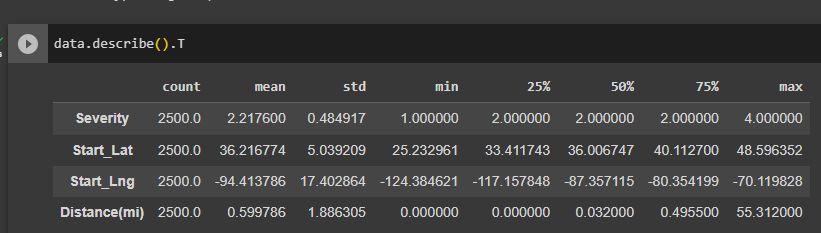 data.describe().T
count mean std min 25% 50% 75% max
Severity 2500.0 2.217600 0.484917 1.000000 2.000000 2.000000 2.000000 4.000000
Start_Lat 2500.0 36.216774 5.039209 25.232961 33.411743 36.006747 40.112700 48.596352
Start_Lng 2500.0 -94.413786 17.402864 -124.384621 -117.157848 -87.357115 -80.354199 -70.119828
Distance(mi) 2500.0 0.599786 1.886305 0.000000 0.000000 0.032000 0.495500 55.312000